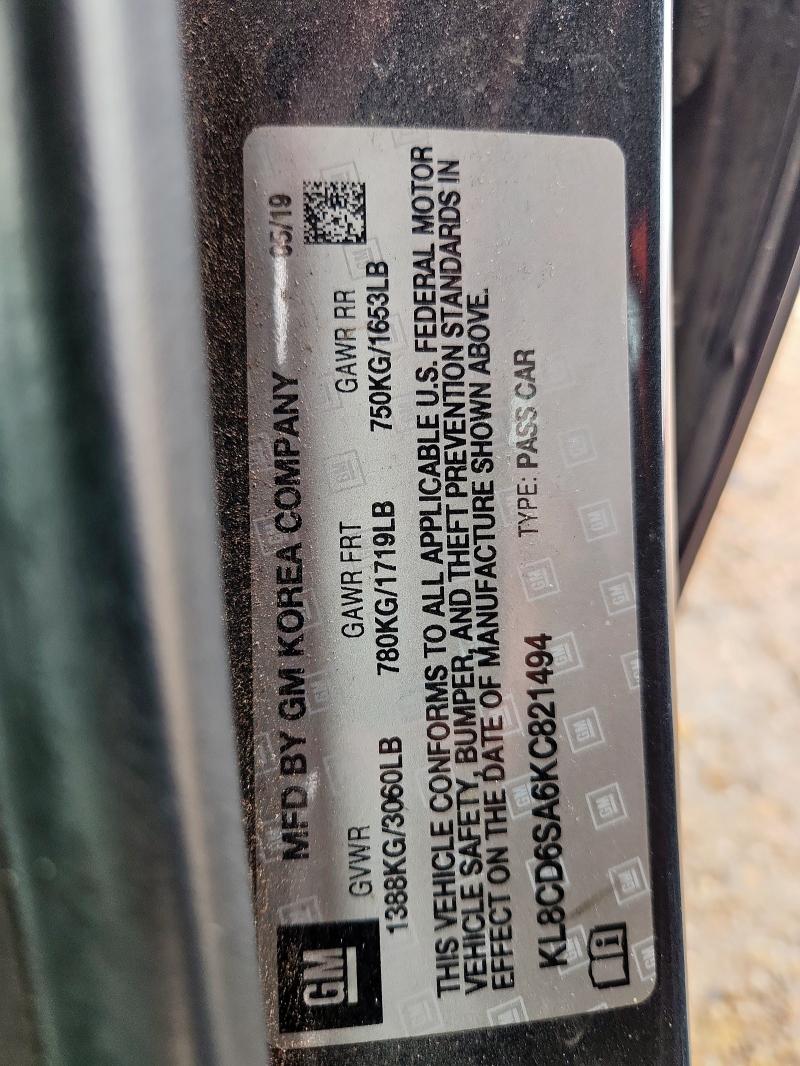 GM
MFD BY GM KOREA COMPANY 05/19
GVWR GAWR FRT GAWR RR
1388KG/3060LB 780KG/1719LB 750KG/1653LB
THIS VEHICLE CONFORMS TO ALL APPLICABLE U.S. FEDERAL MOTOR
VEHICLE SAFETY, BUMPER, AND THEFT PREVENTION STANDARDS IN
EFFECT ON THE DATE OF MANUFACTURE SHOWN ABOVE.
KL8CD6SA6KC821494 TYPE: PASS CAR